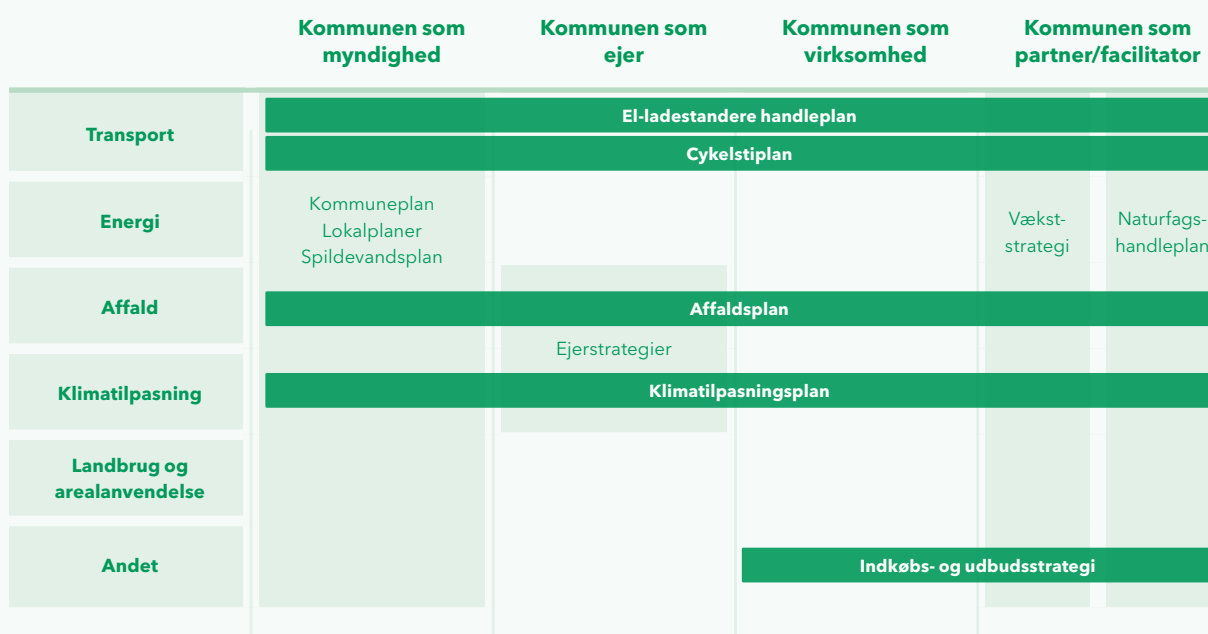 Kommunen som
myndighed
Kommunen som
ejer
Kommunen som
virksomhed
Kommunen som
partner/facilitator
Transport
El-ladestandere handleplan
Cykelstiplan
Energi
Kommuneplan
Lokalplaner
Spildevandsplan
Vækst-
strategi
Naturfags-
handleplan
Affald
Affaldsplan
Ejerstrategier
Klimatilpasning
Klimatilpasningsplan
Landbrug og
arealanvendelse
Andet
Indkøbs- og udbudsstrategi